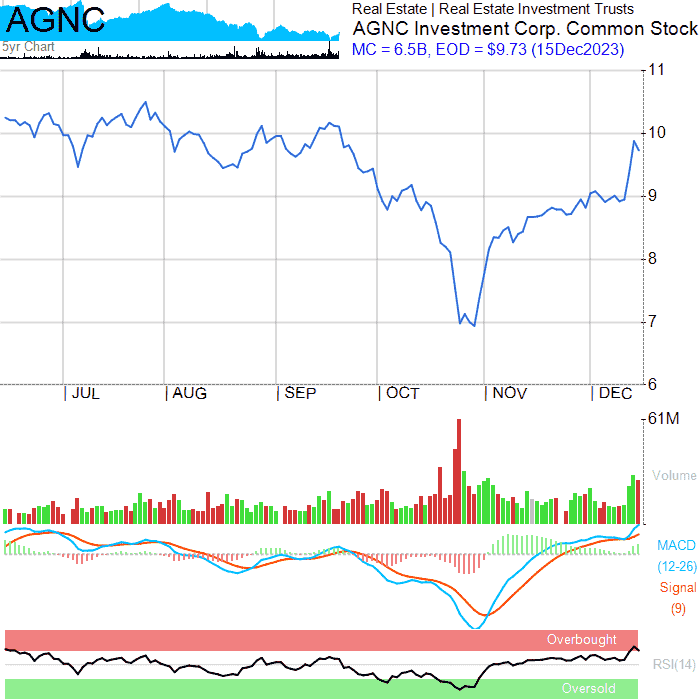 AGNC
5yr Chart
Real Estate | Real Estate Investment Trusts
AGNC Investment Corp. Common Stock
MC = 6.5B, EOD = $9.73 (15Dec2023)
11
10
9
8
7
6
JUL AUG SEP OCT NOV DEC
61M
Volume
MACD
(12-26)
Signal
(9)
Overbought
RSI(14)
Oversold